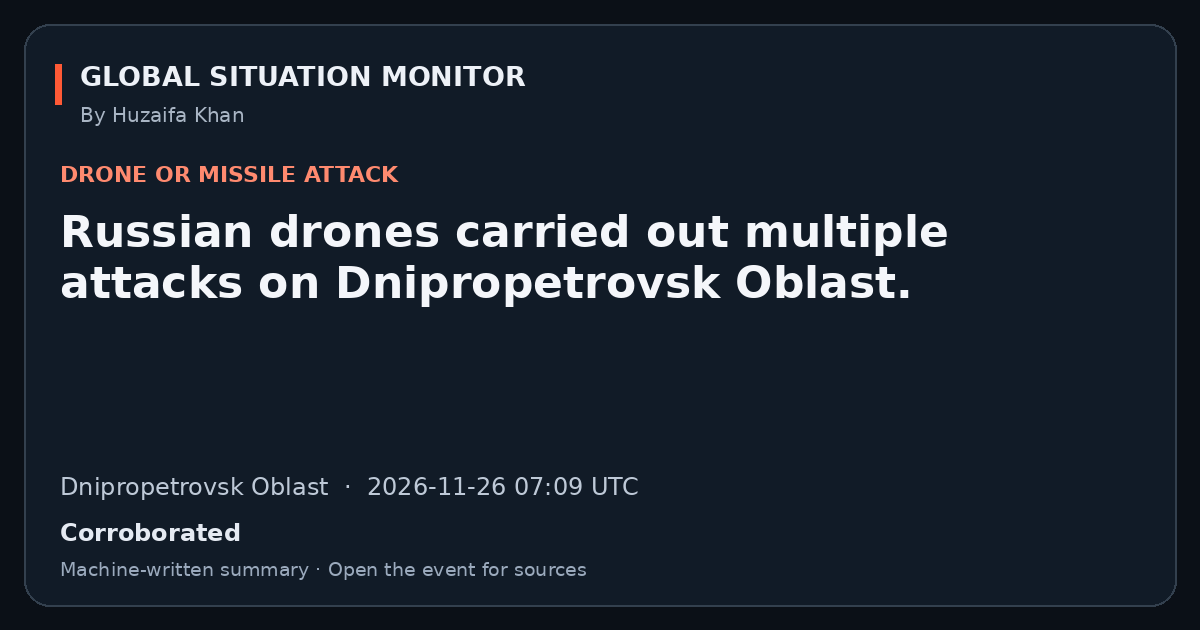 GLOBAL SITUATION MONITOR
By Huzaifa Khan
DRONE OR MISSILE ATTACK
Russian drones carried out multiple
attacks on Dnipropetrovsk Oblast.
Dnipropetrovsk Oblast · 2026-11-26 07:09 UTC
Corroborated
Machine-written summary · Open the event for sources